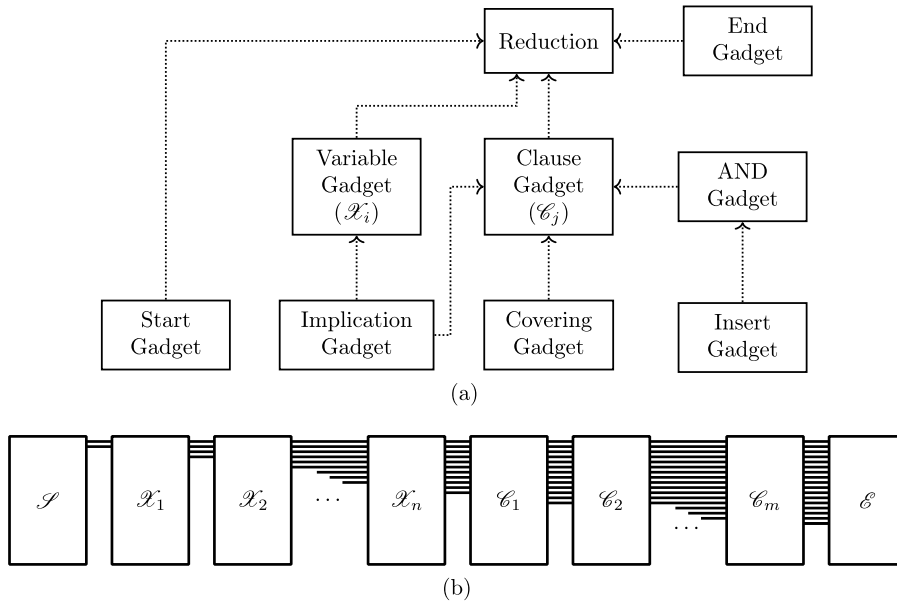 Reduction
End
Gadget
Variable
Gadget
(𝒳ᵢ)
Clause
Gadget
(𝒞ⱼ)
AND
Gadget
Start
Gadget
Implication
Gadget
Covering
Gadget
Insert
Gadget
(a)
𝒮 𝒳₁ 𝒳₂ ... 𝒳ₙ 𝒞₁ 𝒞₂ ... 𝒞ₘ ℰ
(b)